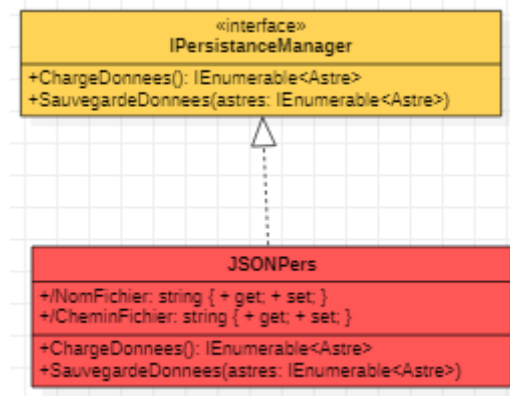 «interface»
IPersistanceManager
+ChargeDonnees(): IEnumerable<Astre>
+SauvegardeDonnees(astres: IEnumerable<Astre>)
JSONPers
+/NomFichier: string { + get; + set; }
+/CheminFichier: string { + get; + set; }
+ChargeDonnees(): IEnumerable<Astre>
+SauvegardeDonnees(astres: IEnumerable<Astre>)